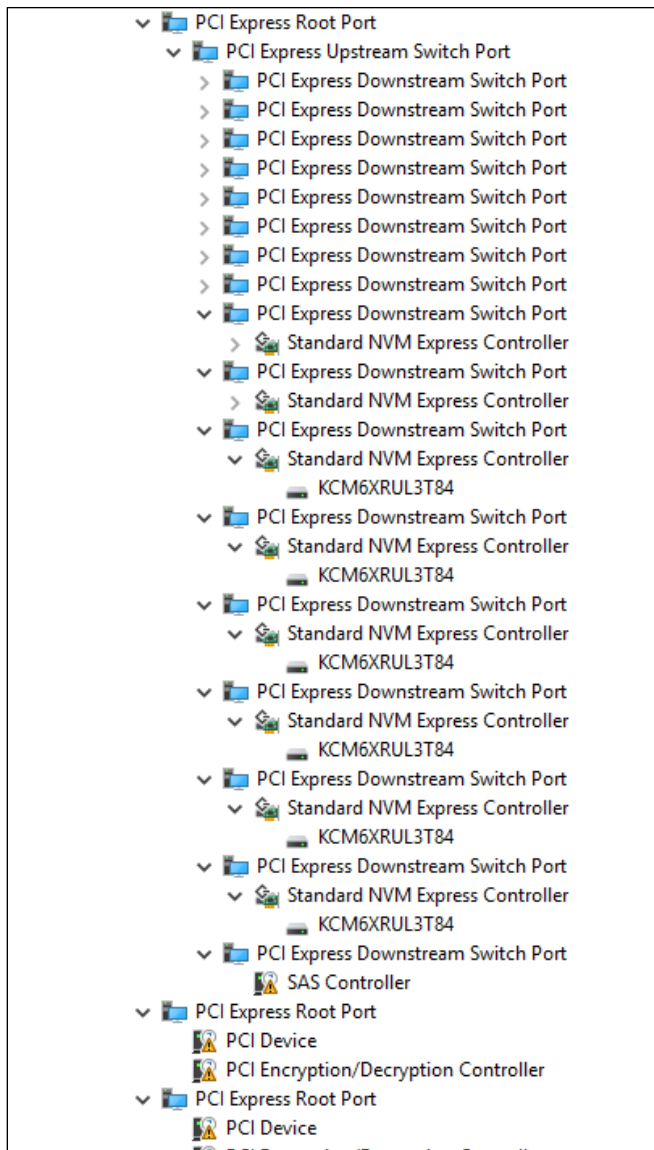 PCI Express Root Port
PCI Express Upstream Switch Port
PCI Express Downstream Switch Port
PCI Express Downstream Switch Port
PCI Express Downstream Switch Port
PCI Express Downstream Switch Port
PCI Express Downstream Switch Port
PCI Express Downstream Switch Port
PCI Express Downstream Switch Port
PCI Express Downstream Switch Port
PCI Express Downstream Switch Port
Standard NVM Express Controller
PCI Express Downstream Switch Port
Standard NVM Express Controller
PCI Express Downstream Switch Port
Standard NVM Express Controller
KCM6XRUL3T84
PCI Express Downstream Switch Port
Standard NVM Express Controller
KCM6XRUL3T84
PCI Express Downstream Switch Port
Standard NVM Express Controller
KCM6XRUL3T84
PCI Express Downstream Switch Port
Standard NVM Express Controller
KCM6XRUL3T84
PCI Express Downstream Switch Port
Standard NVM Express Controller
KCM6XRUL3T84
PCI Express Downstream Switch Port
Standard NVM Express Controller
KCM6XRUL3T84
PCI Express Downstream Switch Port
SAS Controller
PCI Express Root Port
PCI Device
PCI Encryption/Decryption Controller
PCI Express Root Port
PCI Device